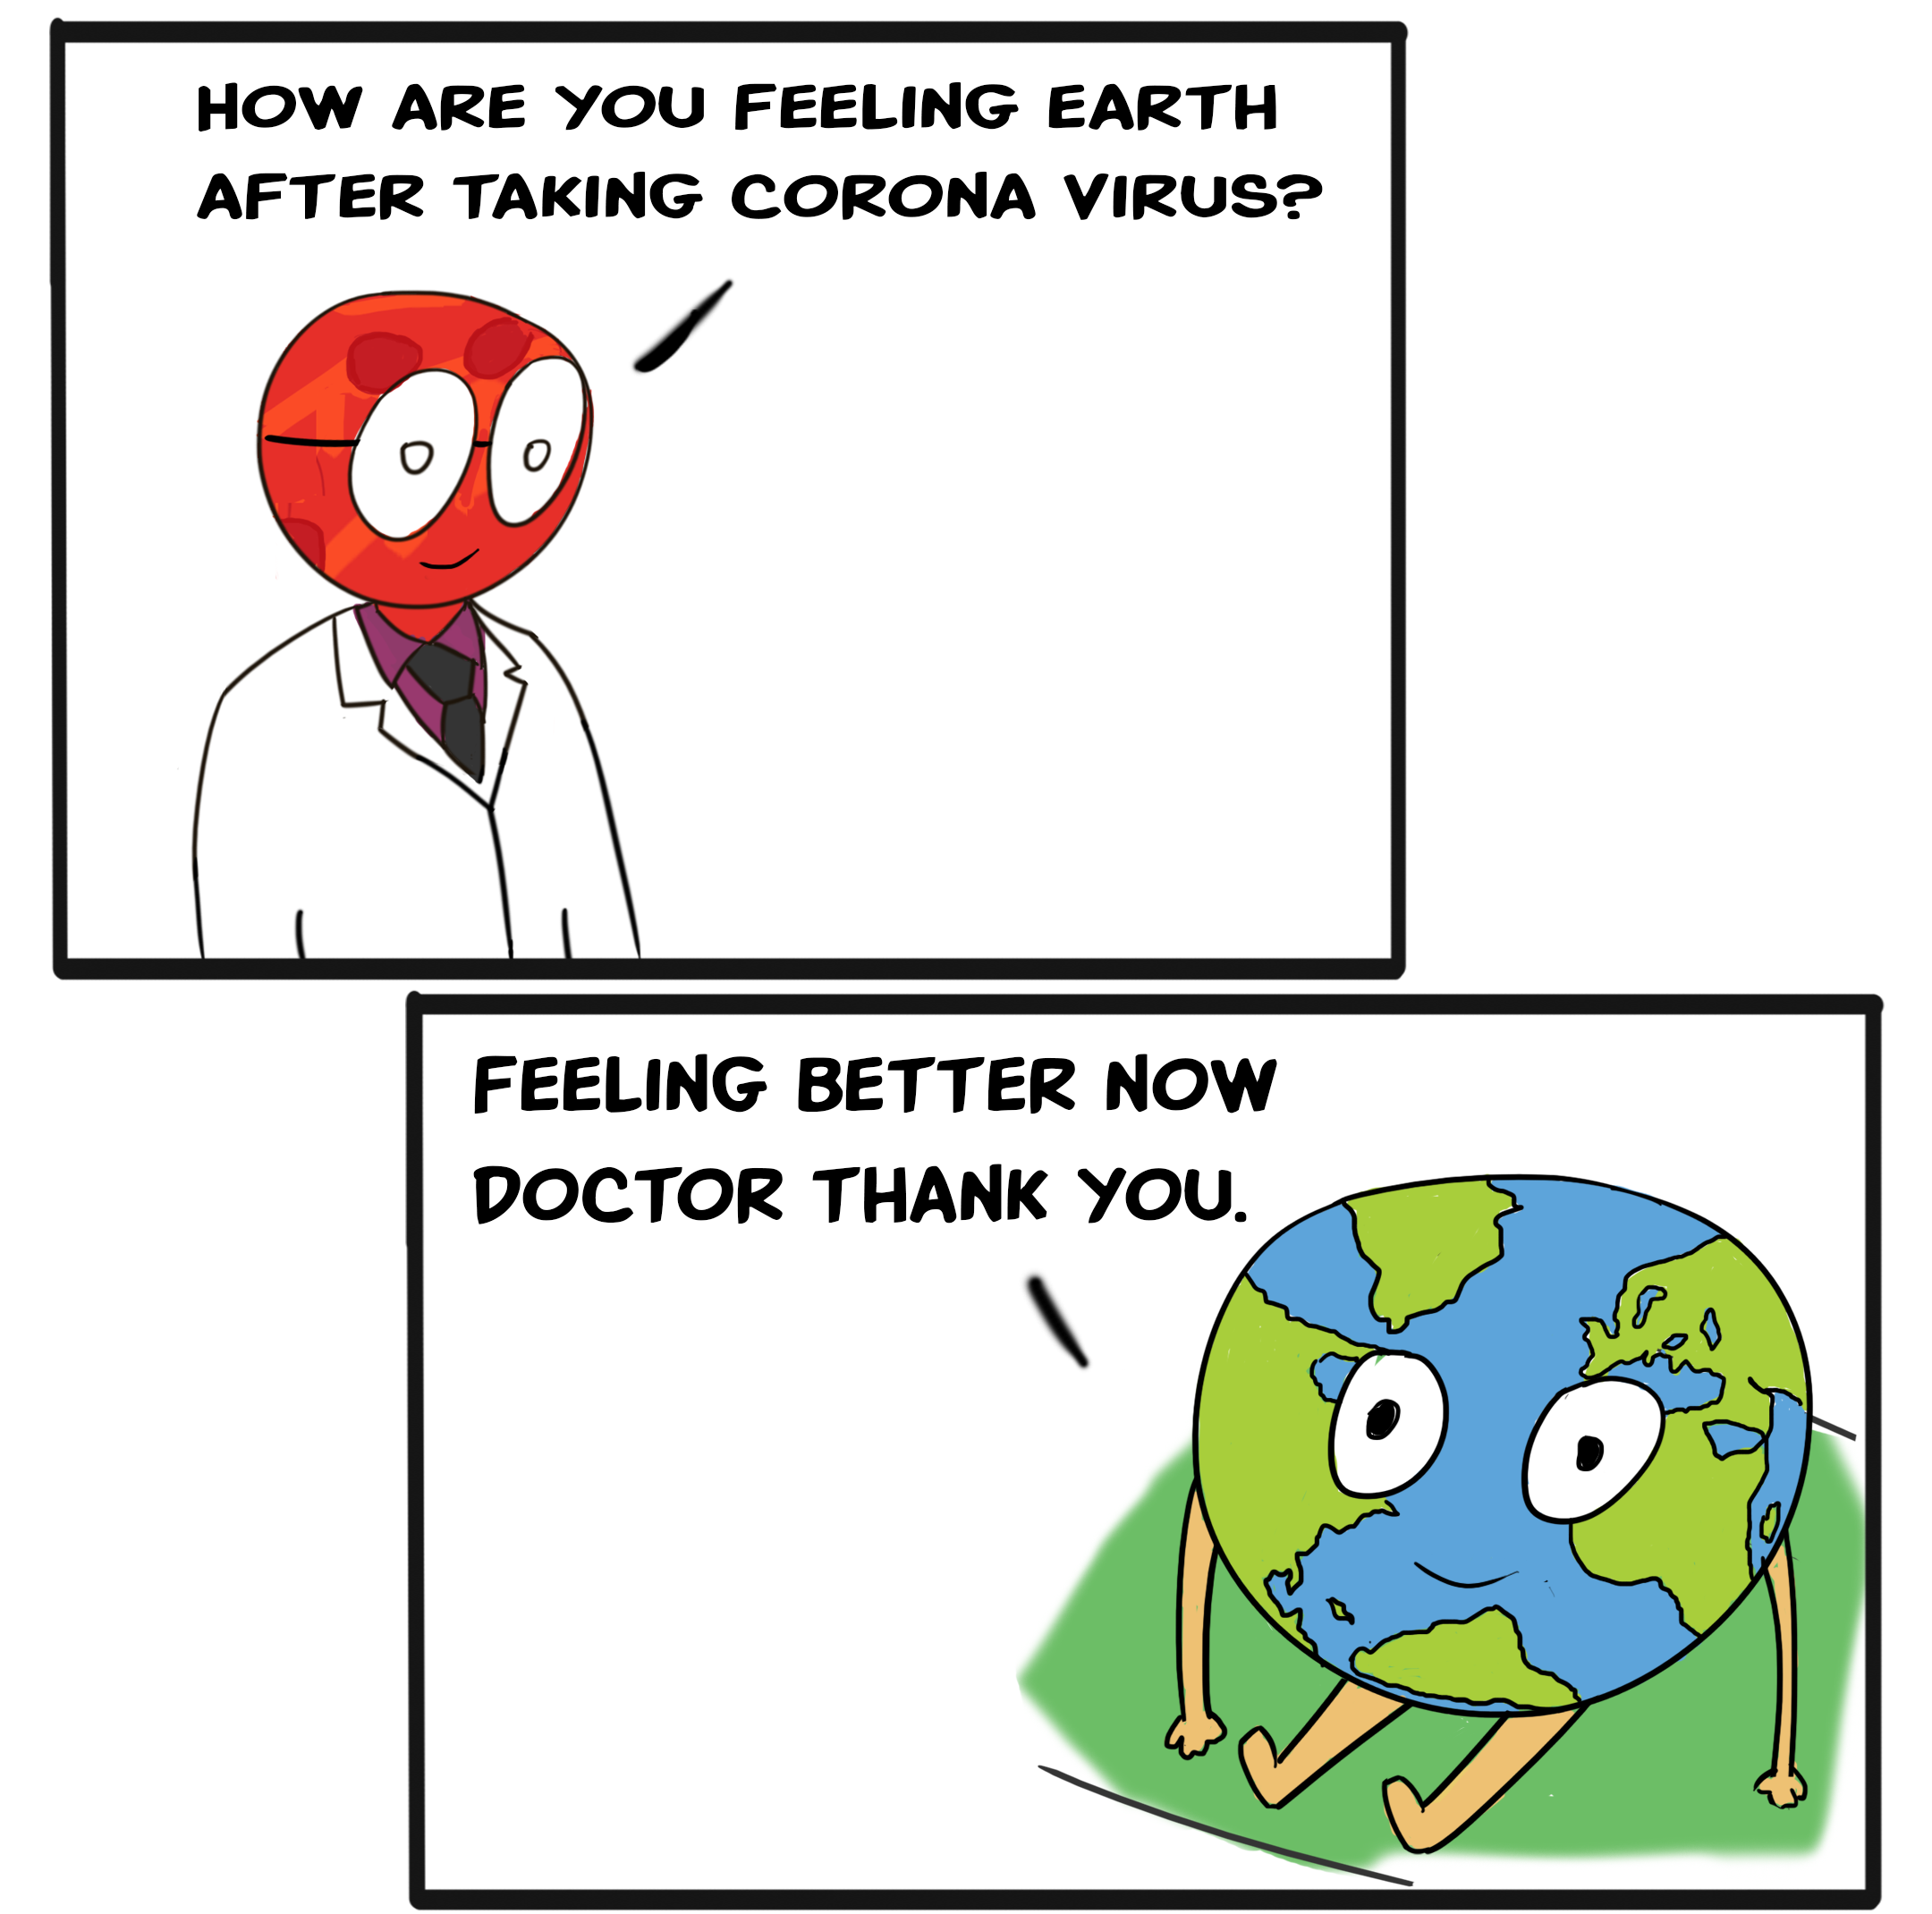 HOW ARE YOU FEELING EARTH
AFTER TAKING CORONA VIRUS?
FEELING BETTER NOW
DOCTOR THANK YOU.